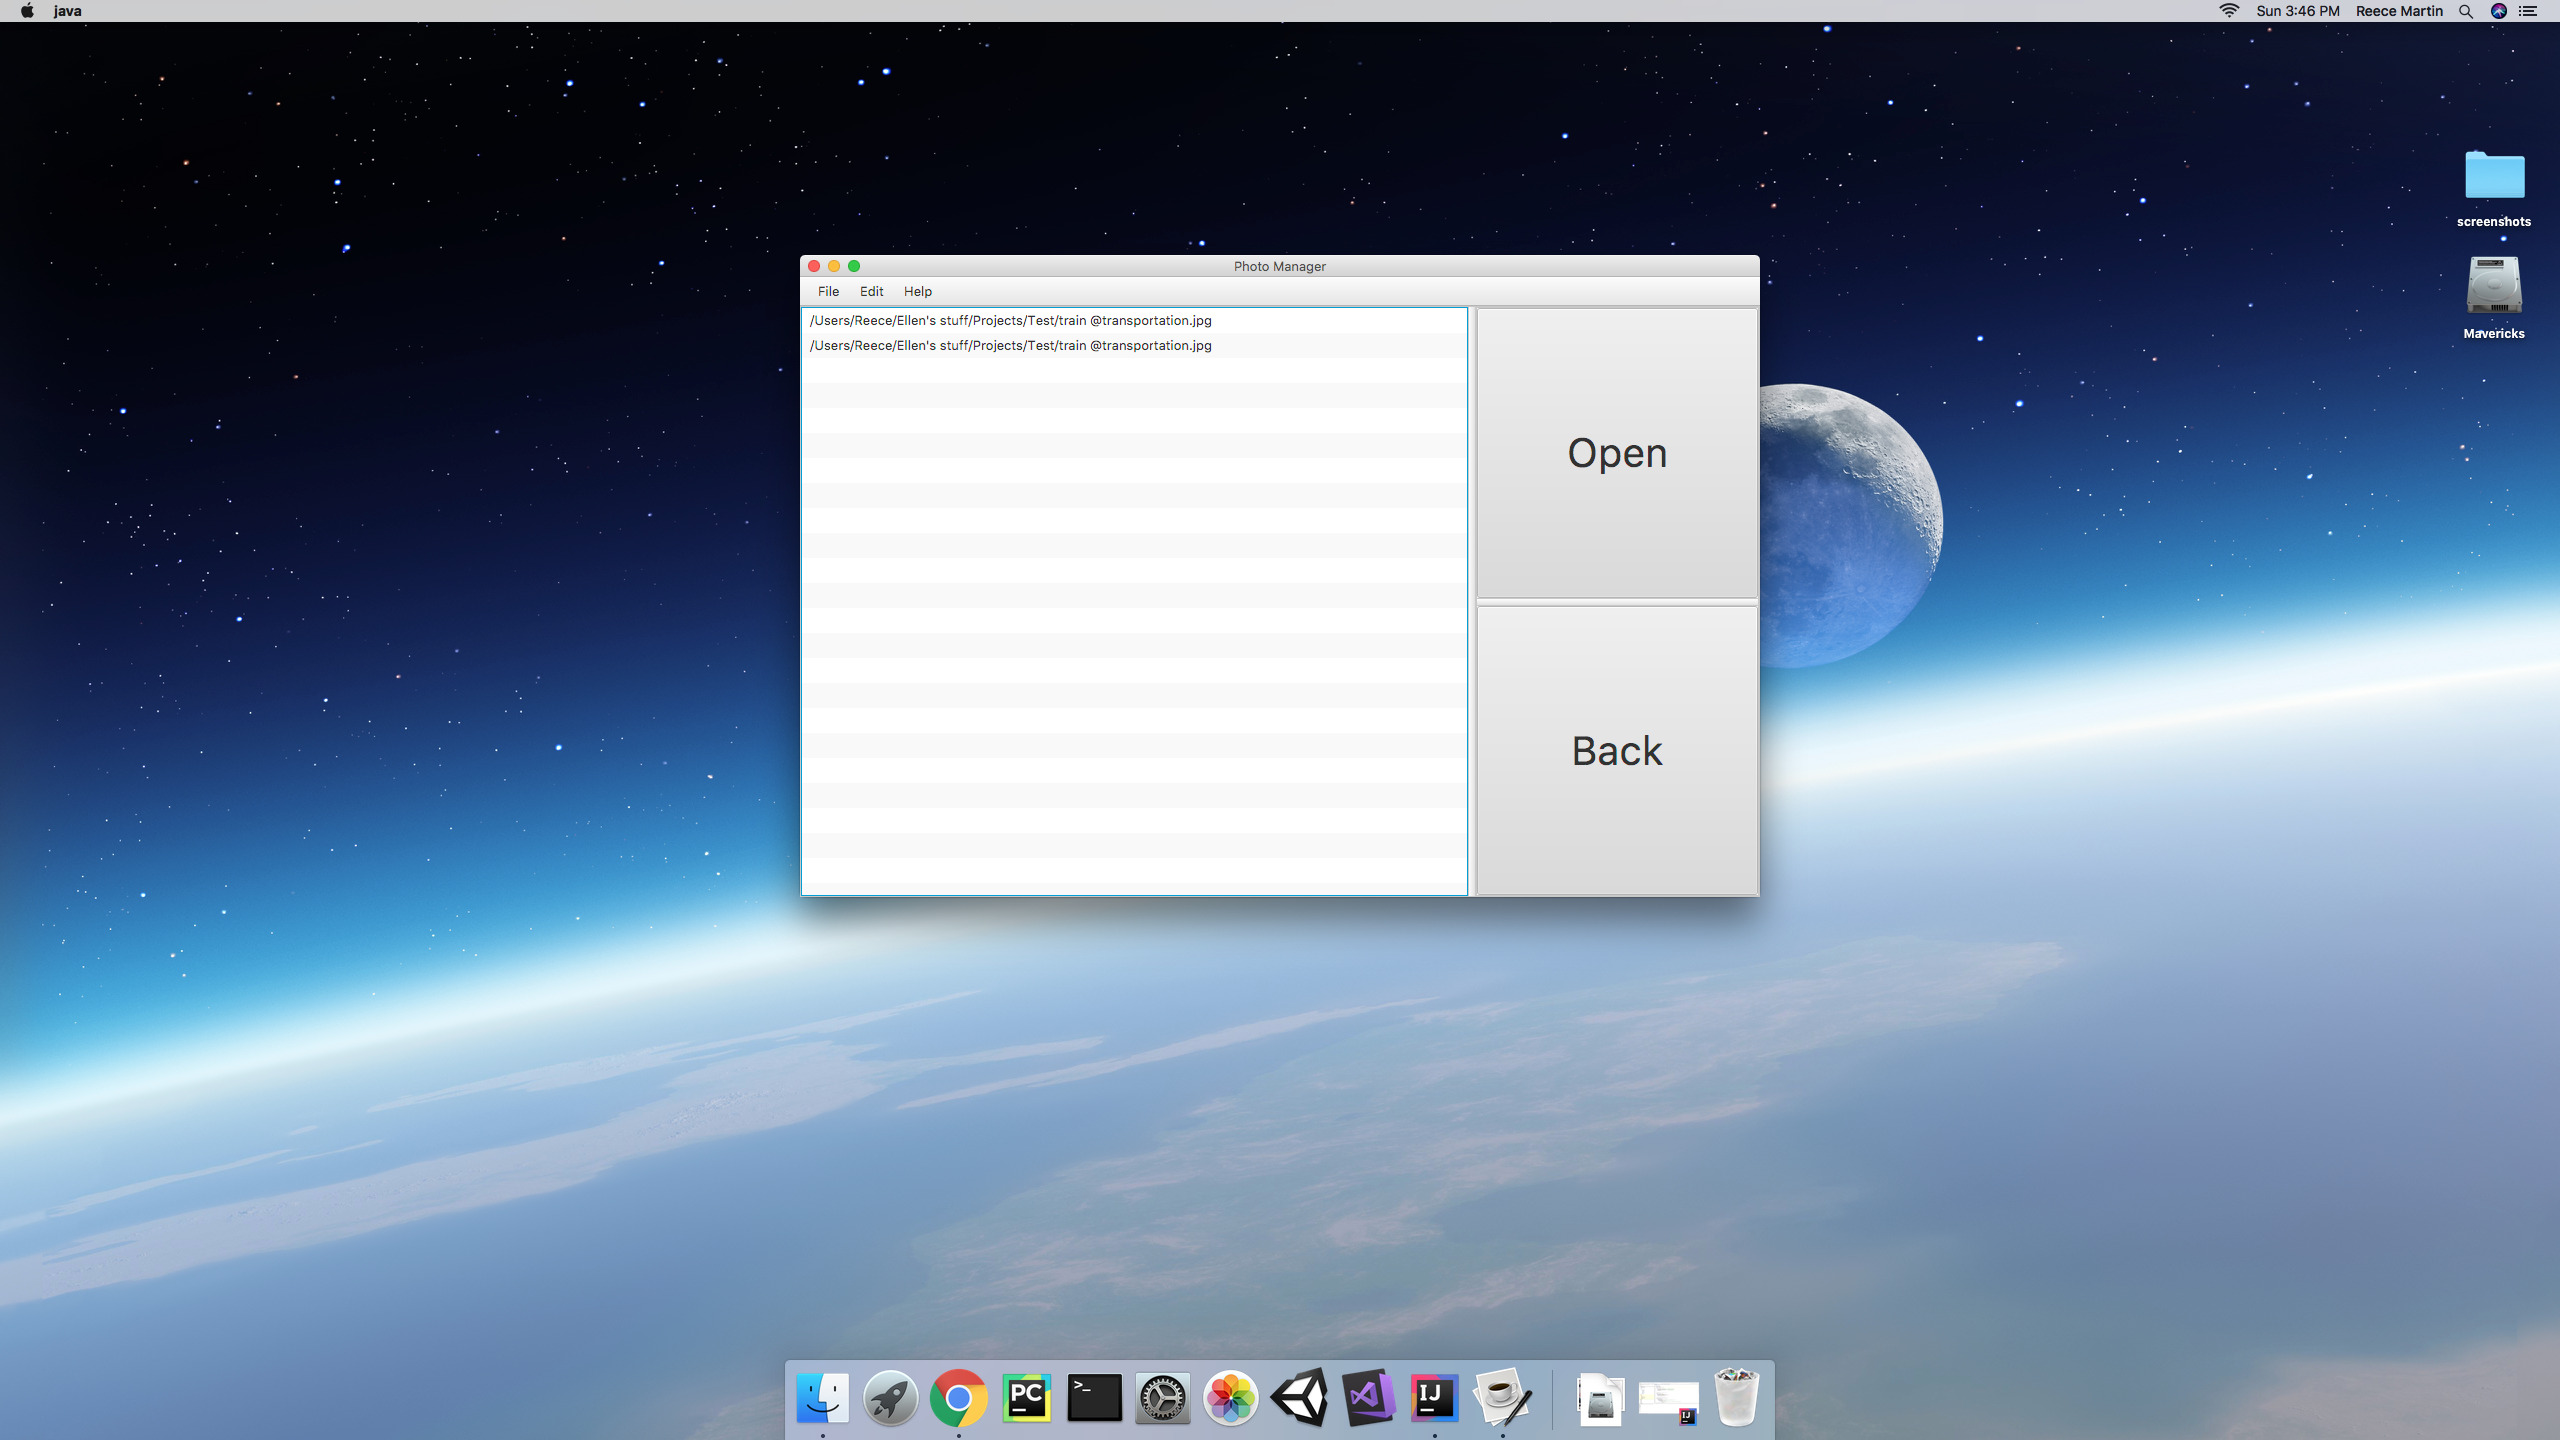 java
Sun 3:46 PM Reece Martin
screenshots
Mavericks
Photo Manager
File Edit Help
/Users/Reece/Ellen's stuff/Projects/Test/train @transportation.jpg
/Users/Reece/Ellen's stuff/Projects/Test/train @transportation.jpg
Open
Back
PC
>_
IJ
IJ